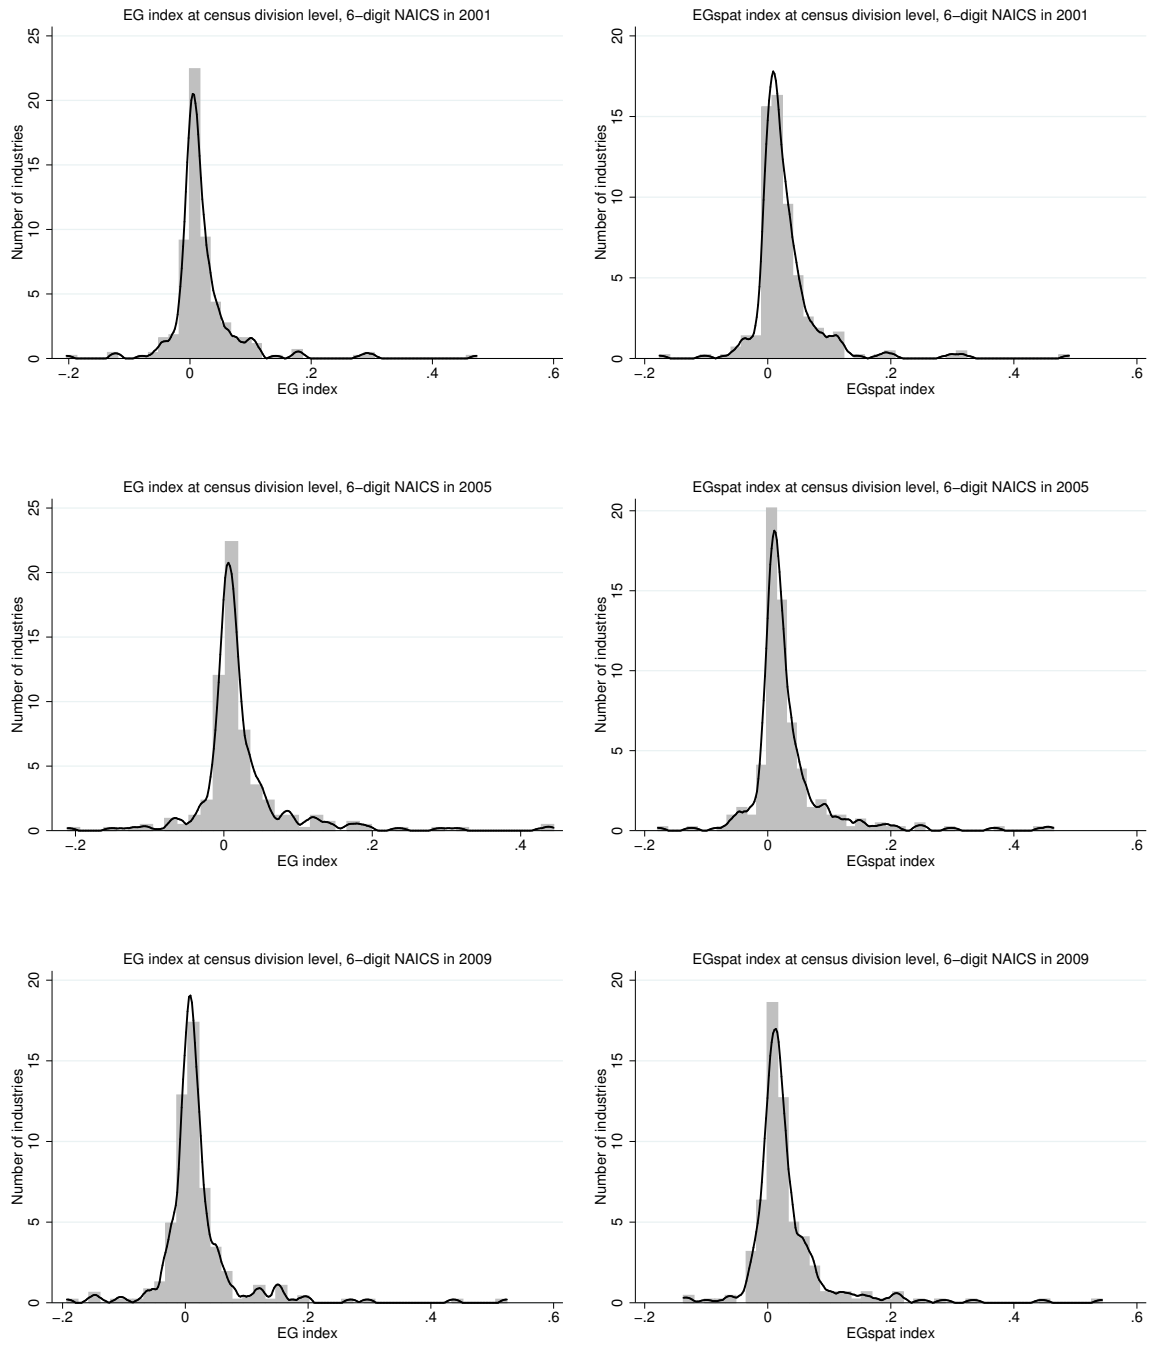 EG index at census division level, 6−digit NAICS in 2001
25
20
15
10
5
0
Number of industries
−.2 0 .2 .4 .6
EG index
EGspat index at census division level, 6−digit NAICS in 2001
20
15
10
5
0
Number of industries
−.2 0 .2 .4 .6
EGspat index
EG index at census division level, 6−digit NAICS in 2005
25
20
15
10
5
0
Number of industries
−.2 0 .2 .4
EG index
EGspat index at census division level, 6−digit NAICS in 2005
20
15
10
5
0
Number of industries
−.2 0 .2 .4 .6
EGspat index
EG index at census division level, 6−digit NAICS in 2009
20
15
10
5
0
Number of industries
−.2 0 .2 .4 .6
EG index
EGspat index at census division level, 6−digit NAICS in 2009
20
15
10
5
0
Number of industries
−.2 0 .2 .4 .6
EGspat index